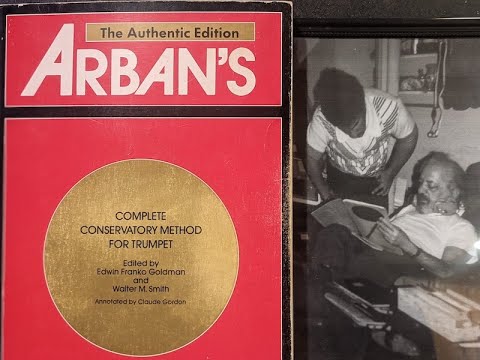 The Authentic Edition
ARBAN'S
COMPLETE
CONSERVATORY METHOD
FOR TRUMPET
Edited by
Edwin Franko Goldman
and
Walter M. Smith
Annotated by Claude Gordon